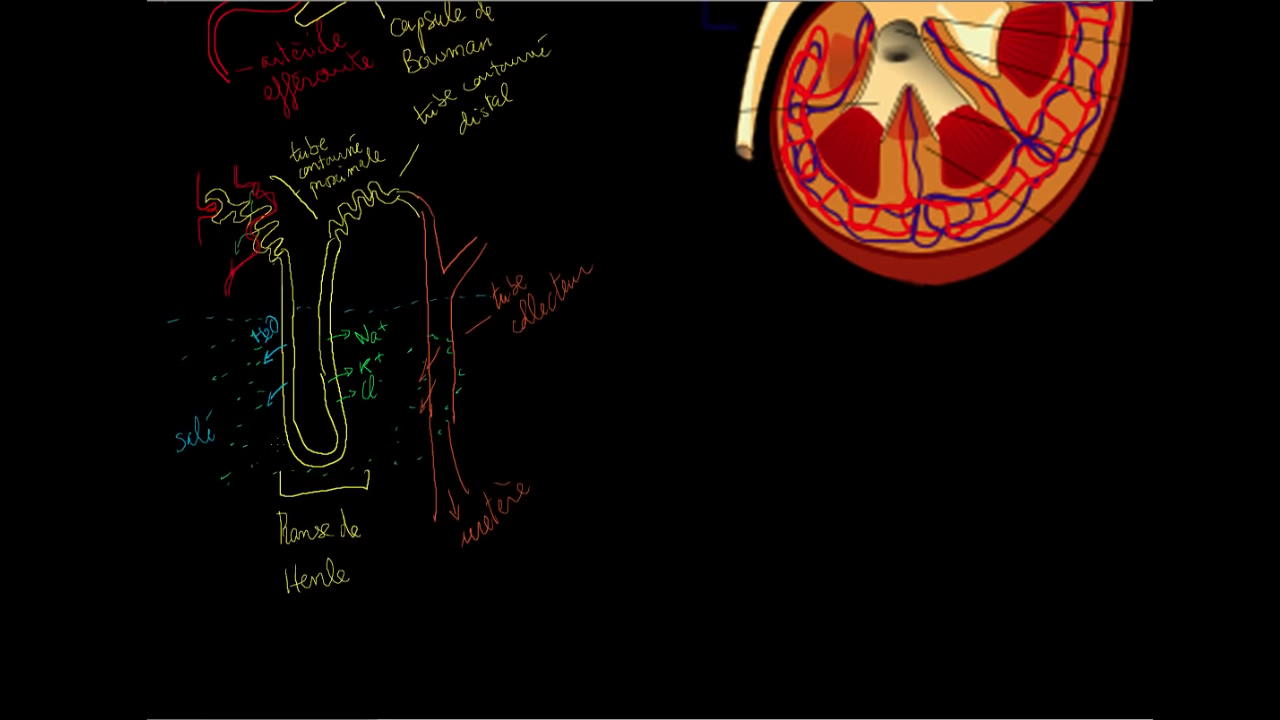 capsule de
Bowman
artériole
efférente
tube contourné
distal
tube
contourné
proximale
H2O
Na+
K+
Cl-
salé
tube
collecteur
uretère
Hanse de
Henle